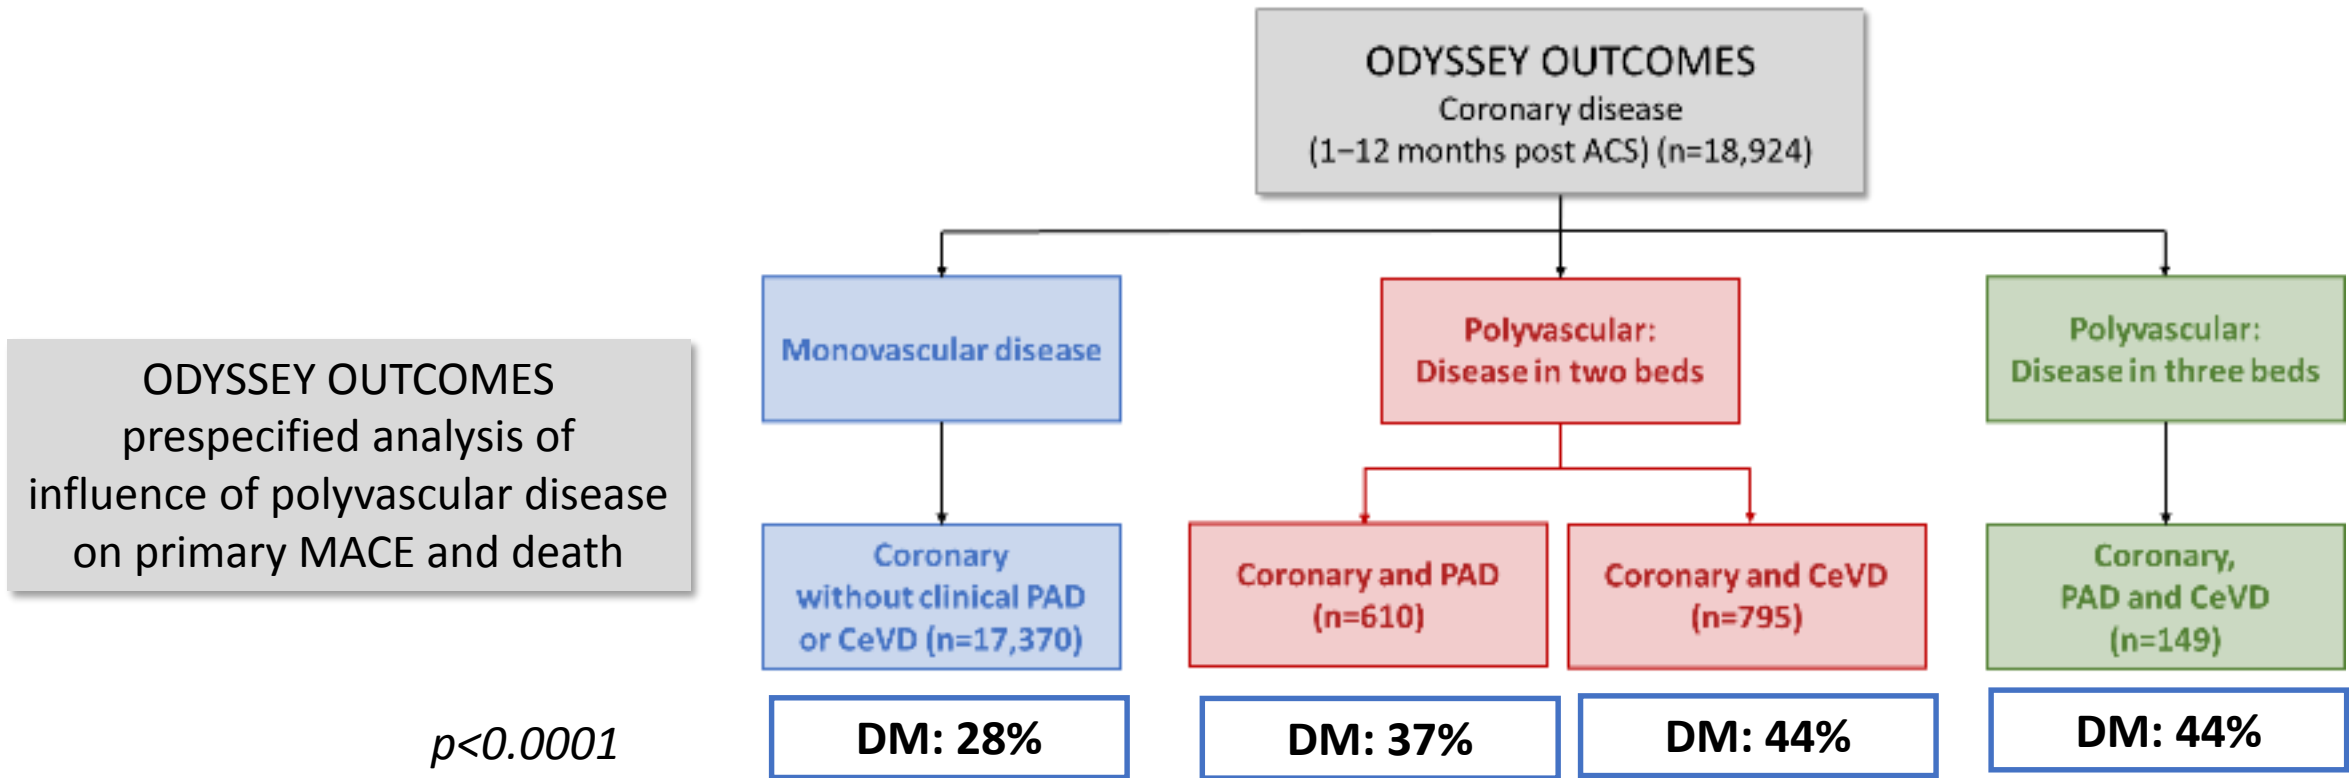 ODYSSEY OUTCOMES
Coronary disease
(1–12 months post ACS) (n=18,924)
ODYSSEY OUTCOMES
prespecified analysis of
influence of polyvascular disease
on primary MACE and death
Monovascular disease
Polyvascular:
Disease in two beds
Polyvascular:
Disease in three beds
Coronary
without clinical PAD
or CeVD (n=17,370)
Coronary and PAD
(n=610)
Coronary and CeVD
(n=795)
Coronary,
PAD and CeVD
(n=149)
p<0.0001
DM: 28%
DM: 37%
DM: 44%
DM: 44%